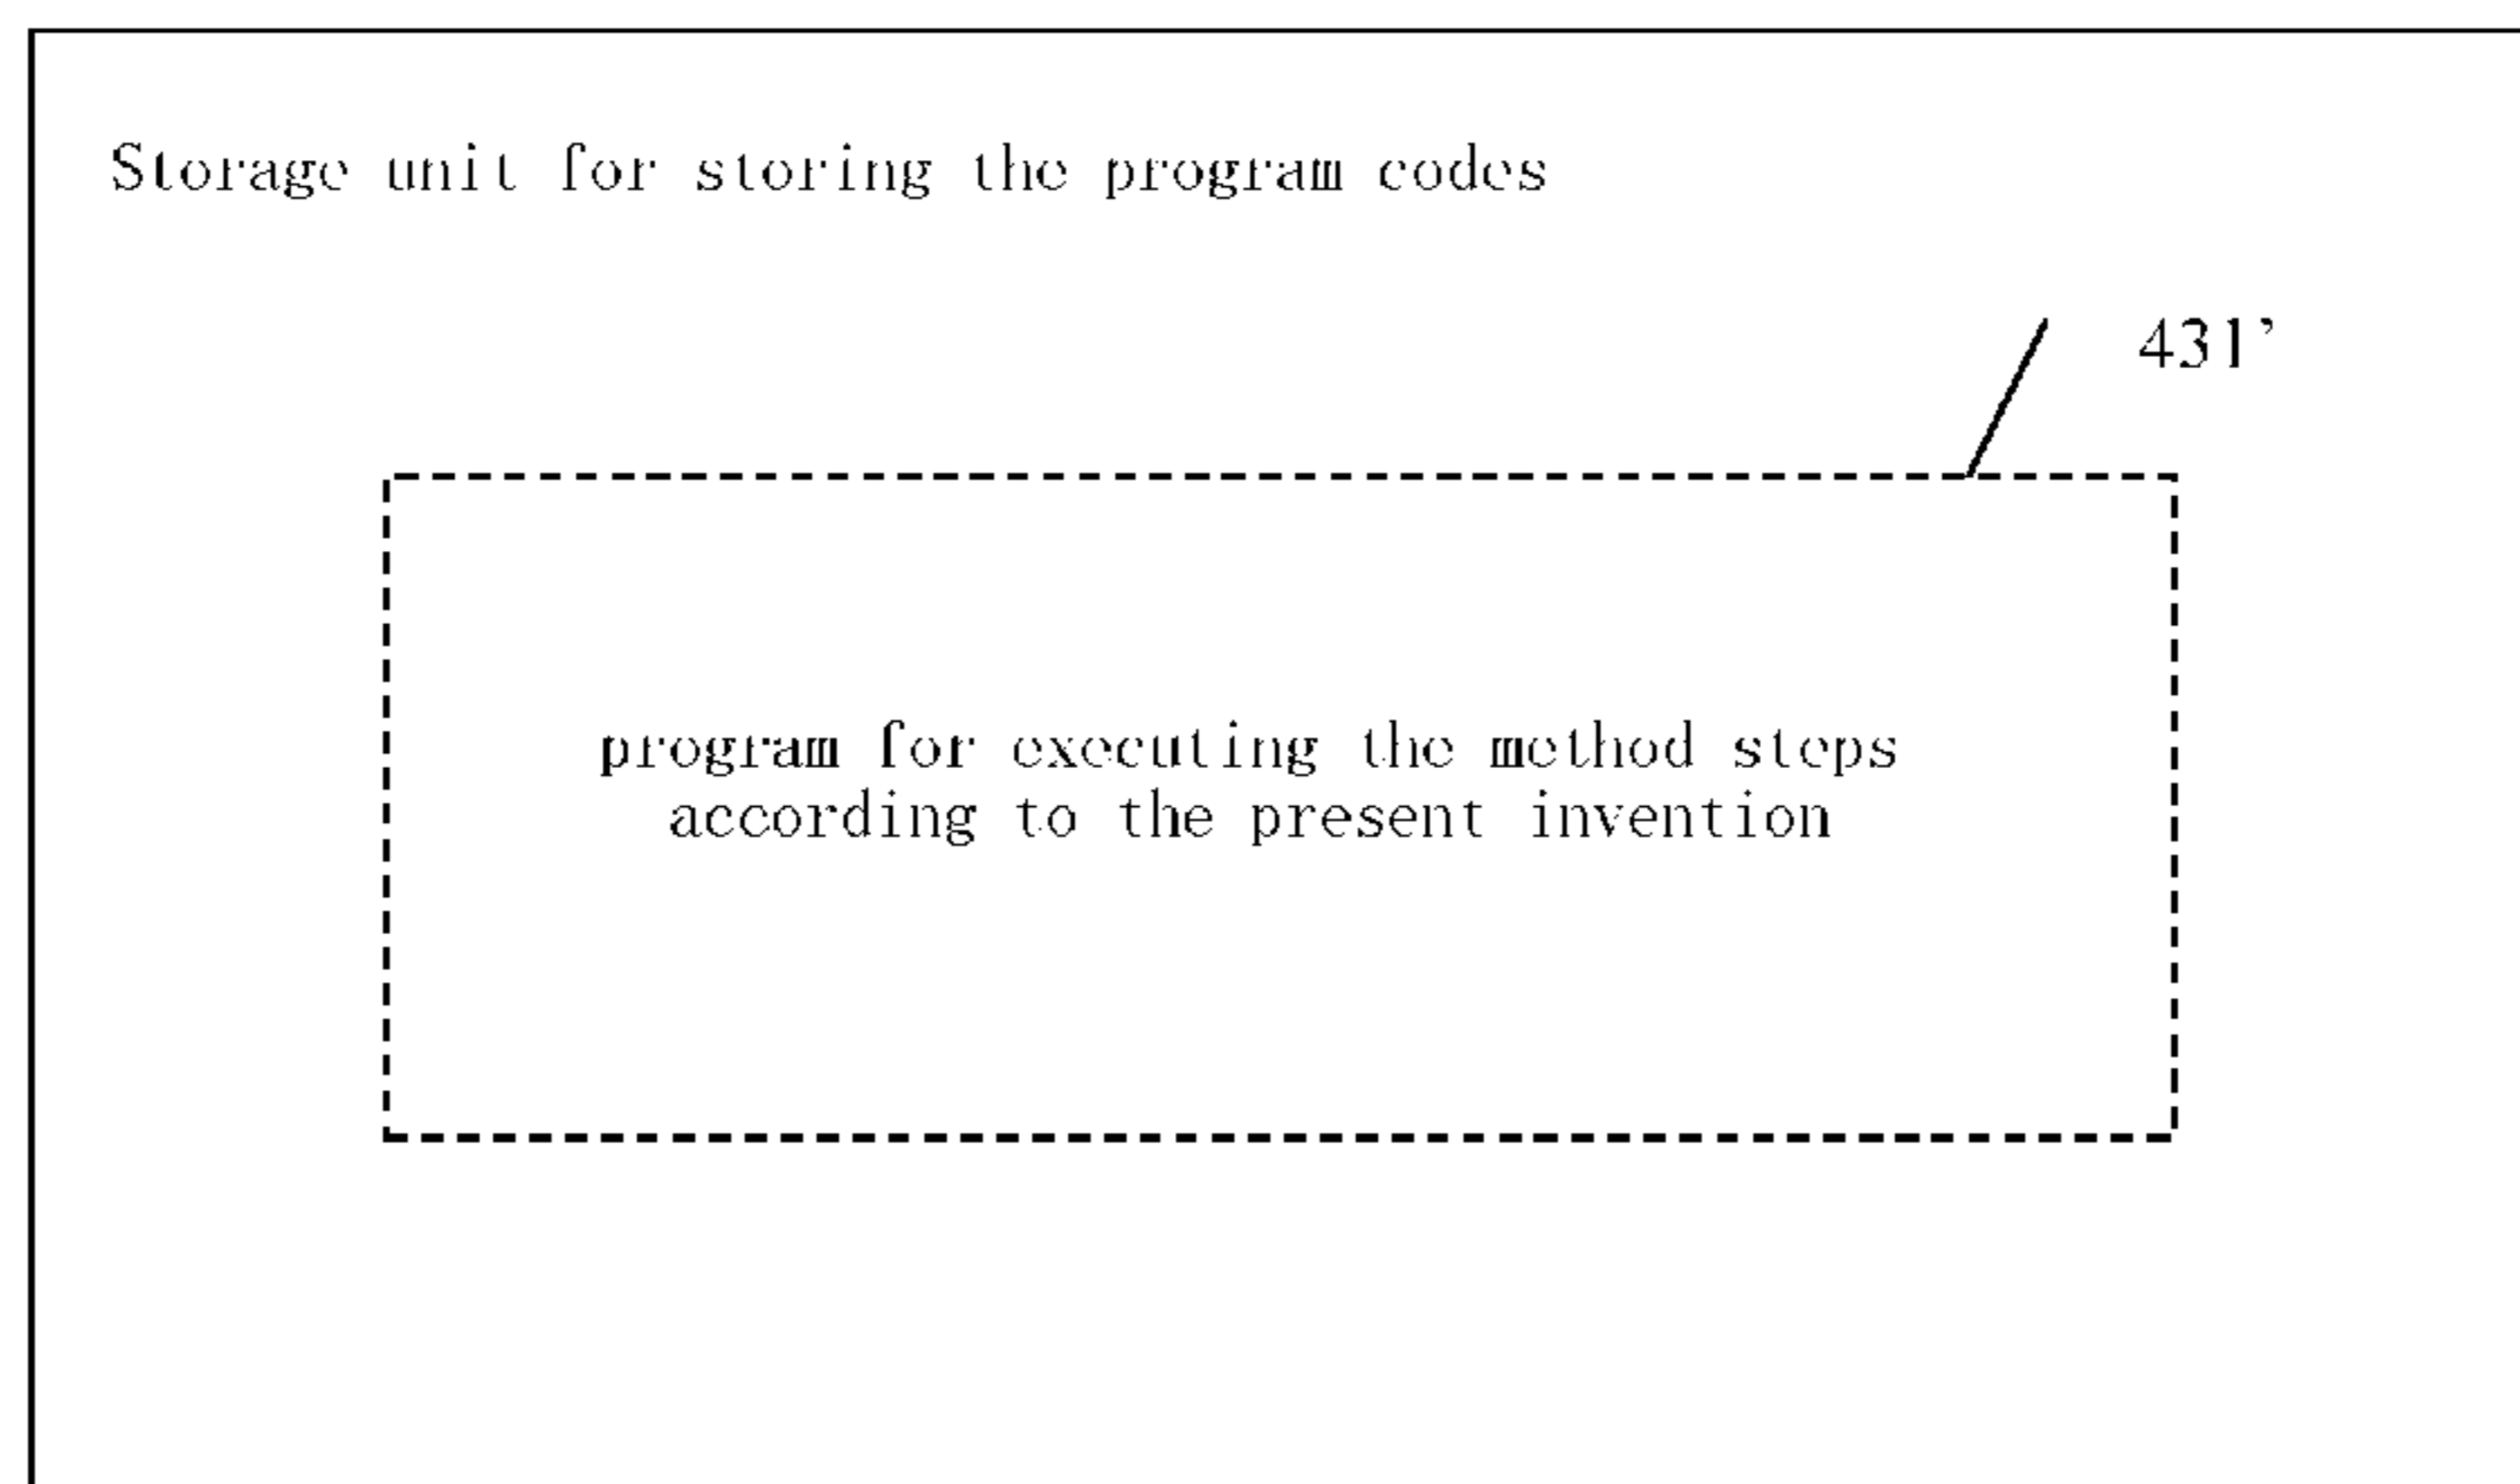 Storage unit for storing the program codes
431’
program for executing the method steps
according to the present invention